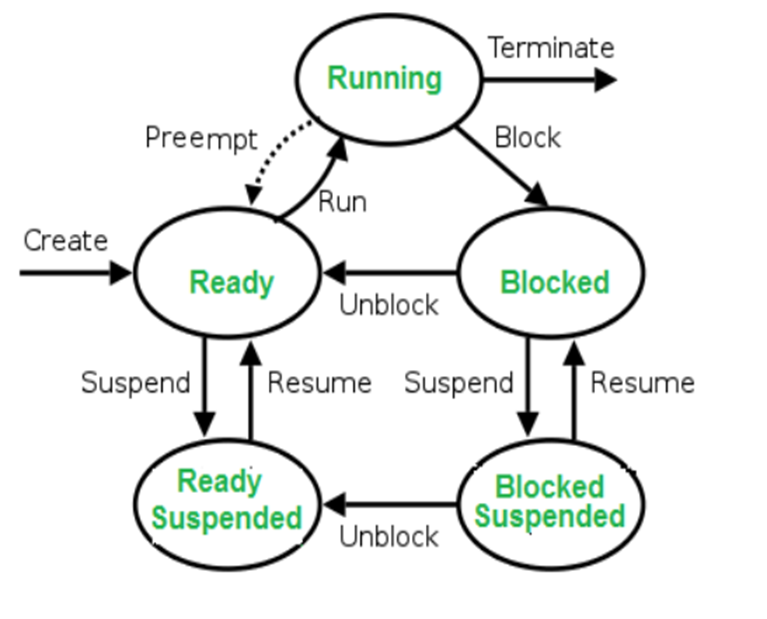 Running
Terminate
Preempt
Block
Run
Create
Ready
Blocked
Unblock
Suspend
Resume
Suspend
Resume
Ready
Suspended
Blocked
Suspended
Unblock